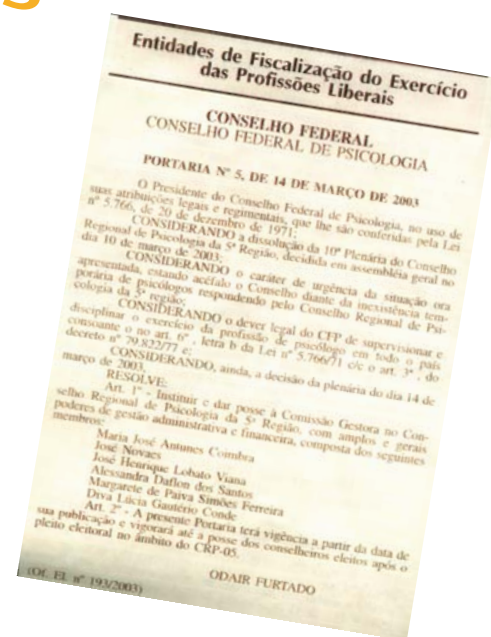 S
Entidades de Fiscalização do Exercício
das Profissões Liberais
CONSELHO FEDERAL
CONSELHO FEDERAL DE PSICOLOGIA
PORTARIA Nº 5, DE 14 DE MARÇO DE 2003
O Presidente do Conselho Federal de Psicologia, no uso de
suas atribuições legais e regimentais, que lhe são conferidas pela Lei
nº 5.766, de 20 de dezembro de 1971;
CONSIDERANDO a dissolução da 10ª Plenária do Conselho
Regional de Psicologia da 5ª Região, decidida em assembléia geral no
dia 10 de março de 2003;
CONSIDERANDO o caráter de urgência da situação ora
apresentada, estando acéfalo o Conselho diante da inexistência tem-
porária de psicólogos respondendo pelo Conselho Regional de Psi-
cologia da 5ª região;
CONSIDERANDO o dever legal do CFP de supervisionar e
disciplinar o exercício da profissão de psicólogo em todo o país
consoante o no art. 6º, letra b da Lei nº 5.766/71 c/c o art. 3º, do
decreto nº 79.822/77 e;
CONSIDERANDO, ainda, a decisão da plenária do dia 14 de
março de 2003,
RESOLVE:
Art. 1º - Instituir e dar posse à Comissão Gestora no Con-
selho Regional de Psicologia da 5ª Região, com amplos e gerais
poderes de gestão administrativa e financeira, composta dos seguintes
membros:
Maria José Antunes Coimbra
José Novaes
José Henrique Lobato Viana
Alessandra Daflon dos Santos
Margarete de Paiva Simões Ferreira
Diva Lúcia Gautério Conde
Art. 2º - A presente Portaria terá vigência a partir da data de
sua publicação e vigorará até a posse dos conselheiros eleitos após o
pleito eleitoral no âmbito do CRP-05.
ODAIR FURTADO
(Of. El. nº 193/2003)